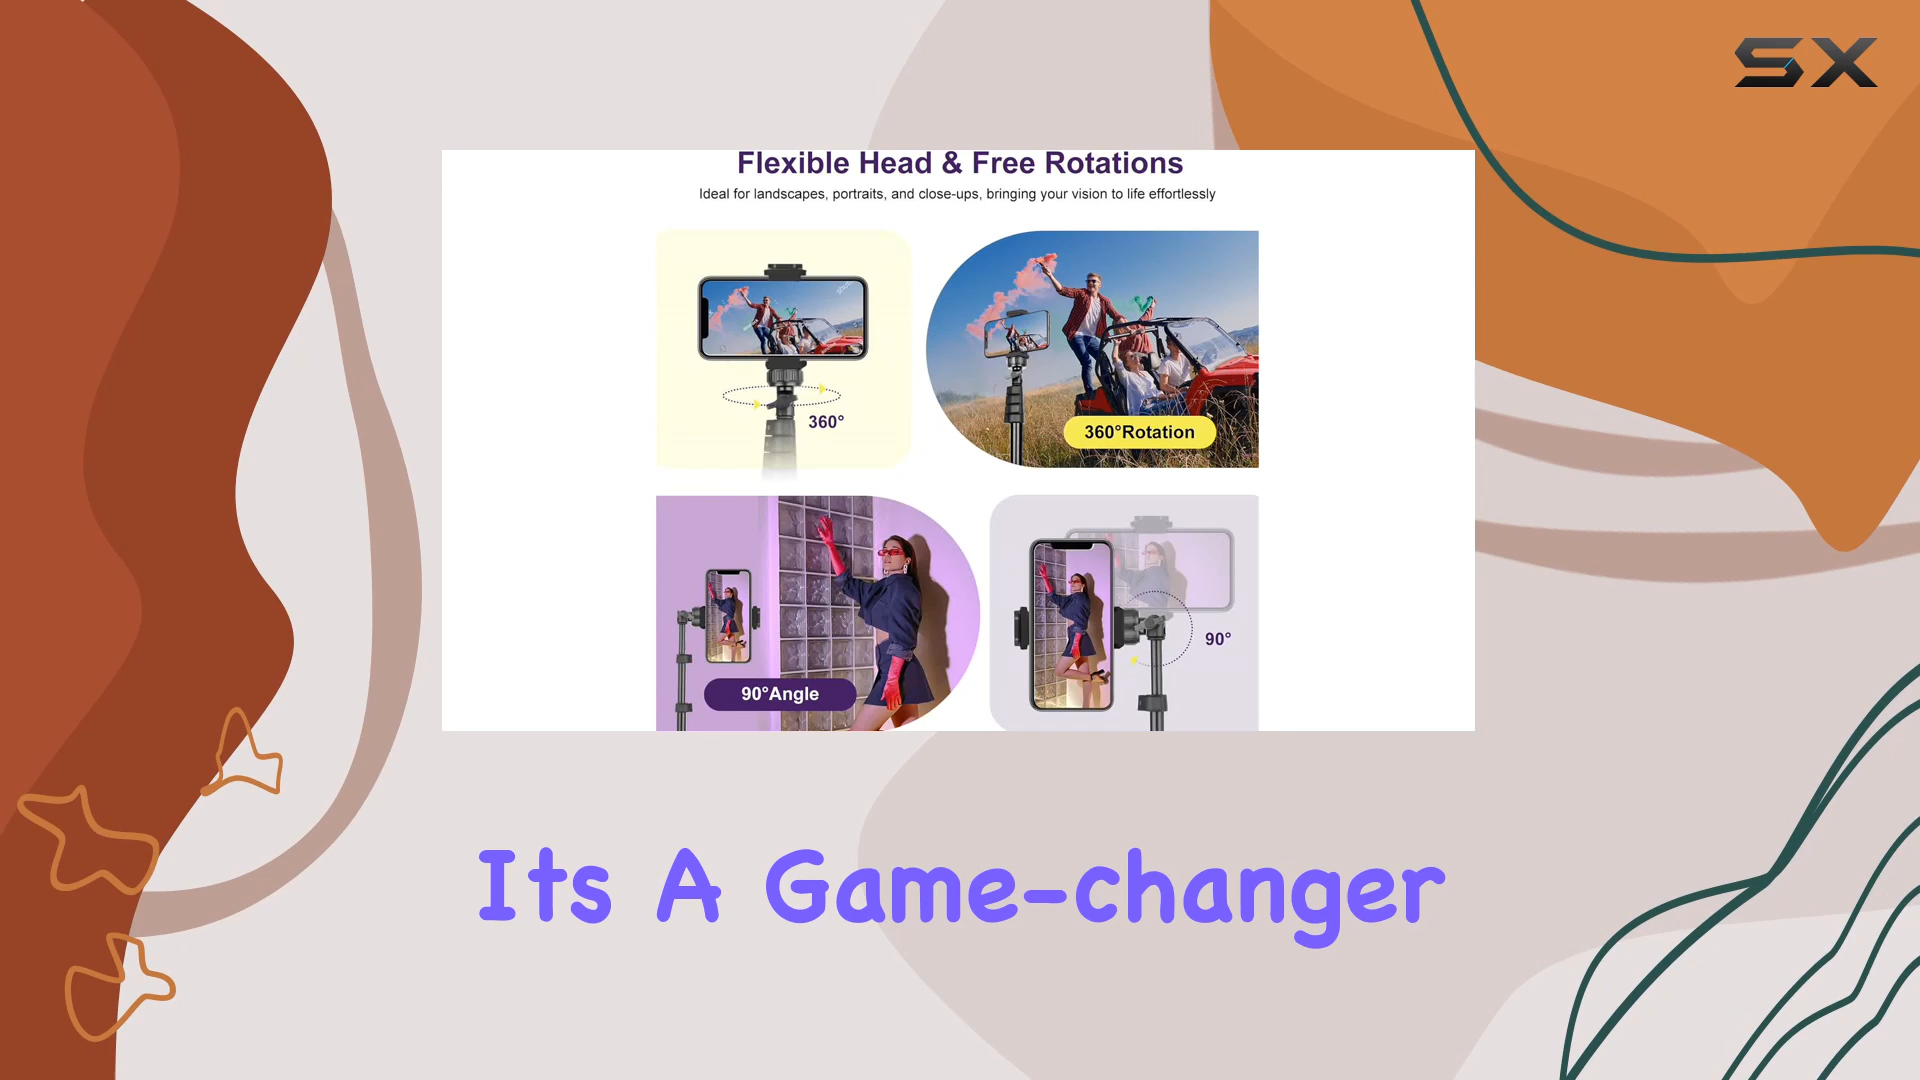 SX
Flexible Head & Free Rotations
Ideal for landscapes, portraits, and close-ups, bringing your vision to life effortlessly
360°
360°Rotation
90°Angle
90°
Its A Game-changer